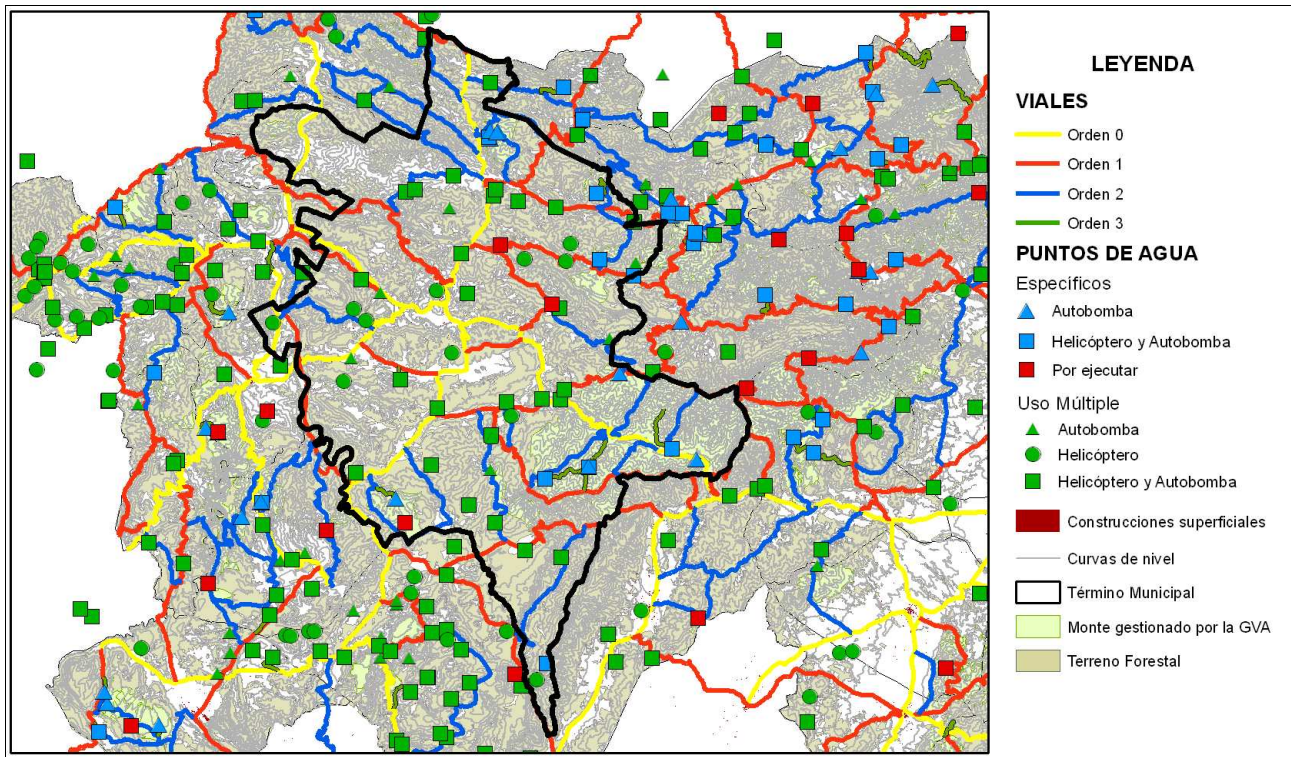 LEYENDA
VIALES
Orden 0
Orden 1
Orden 2
Orden 3
PUNTOS DE AGUA
Específicos
Autobomba
Helicóptero y Autobomba
Por ejecutar
Uso Múltiple
Autobomba
Helicóptero
Helicóptero y Autobomba
Construcciones superficiales
Curvas de nivel
Término Municipal
Monte gestionado por la GVA
Terreno Forestal